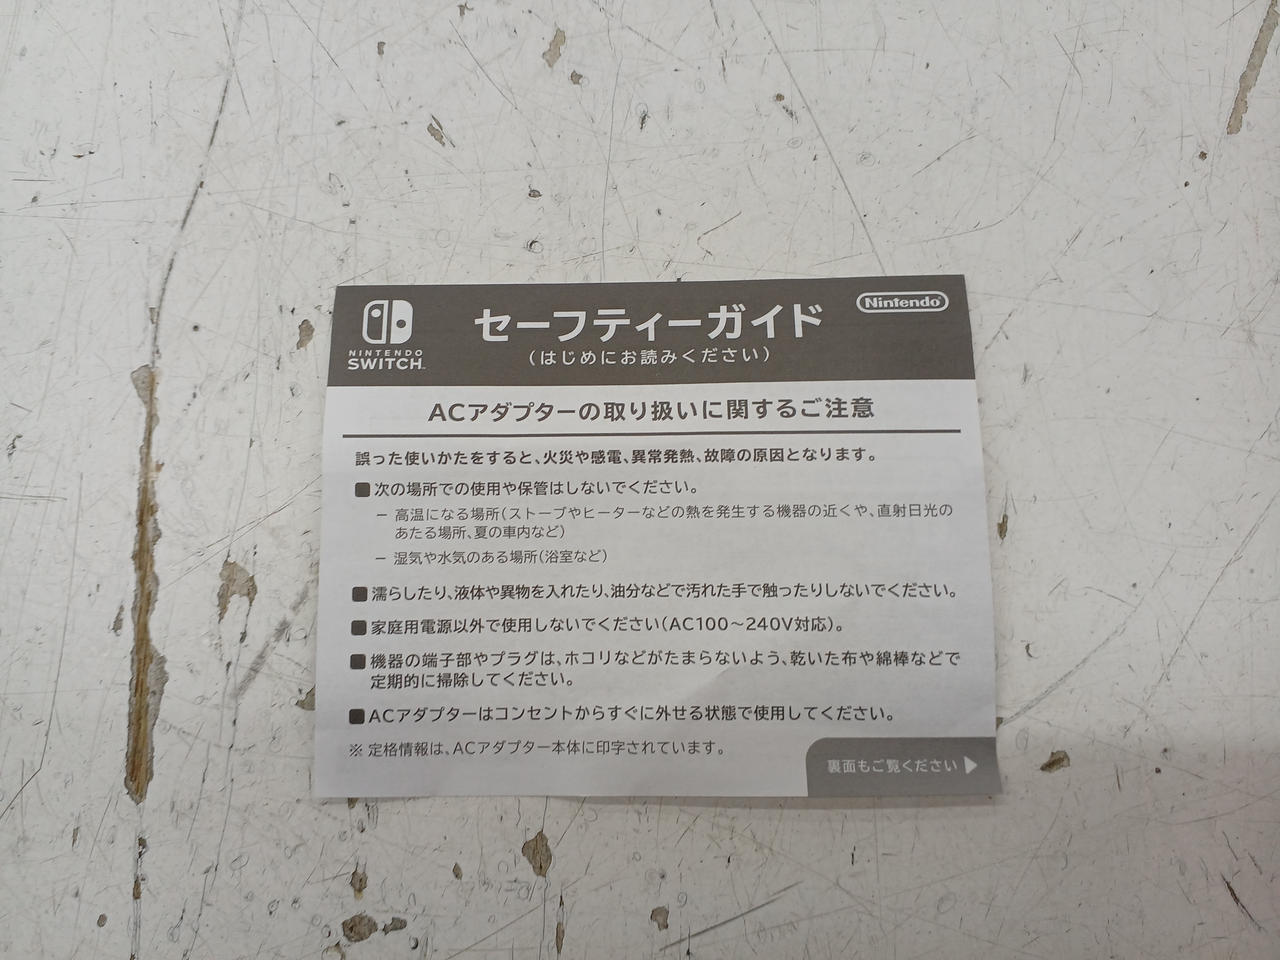 NINTENDO
SWITCH™
セーフティーガイド
(はじめにお読みください)
Nintendo®
ACアダプターの取り扱いに関するご注意
誤った使いかたをすると、火災や感電、異常発熱、故障の原因となります。
■次の場所での使用や保管はしないでください。
− 高温になる場所(ストーブやヒーターなどの熱を発生する機器の近くや、直射日光の
あたる場所、夏の車内など)
− 湿気や水気のある場所(浴室など)
■濡らしたり、液体や異物を入れたり、油分などで汚れた手で触ったりしないでください。
■家庭用電源以外で使用しないでください(AC100～240V対応)。
■機器の端子部やプラグは、ホコリなどがたまらないよう、乾いた布や綿棒などで
定期的に掃除してください。
■ACアダプターはコンセントからすぐに外せる状態で使用してください。
※ 定格情報は、ACアダプター本体に印字されています。
裏面もご覧ください ▶